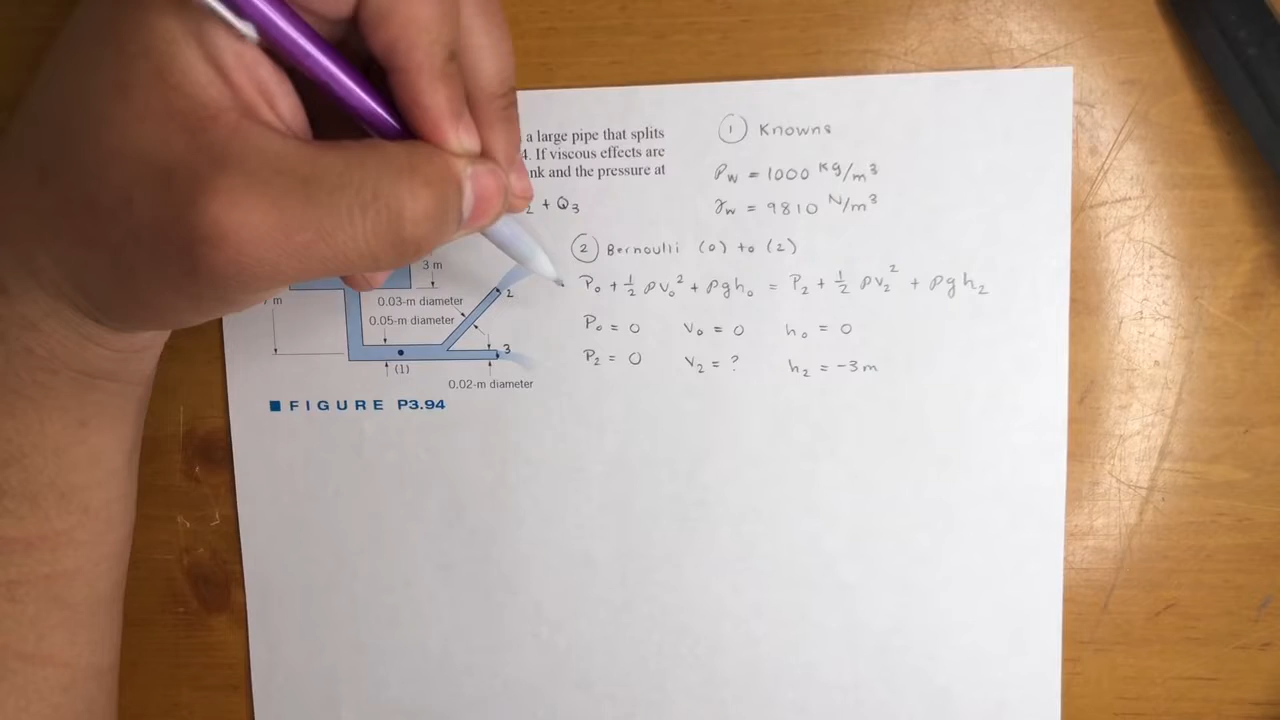 a large pipe that splits
4. If viscous effects are
nk and the pressure at
2 + Q3
3 m
m
0.03-m diameter
0.05-m diameter
2
3
(1)
0.02-m diameter
■ FIGURE P3.94
① Knowns
ρw = 1000 Kg/m³
γw = 9810 N/m³
② Bernoulli (0) to (2)
P₀ + ½ ρv₀² + ρgh₀ = P₂ + ½ ρv₂² + ρgh₂
P₀ = 0 v₀ = 0 h₀ = 0
P₂ = 0 v₂ = ? h₂ = -3m